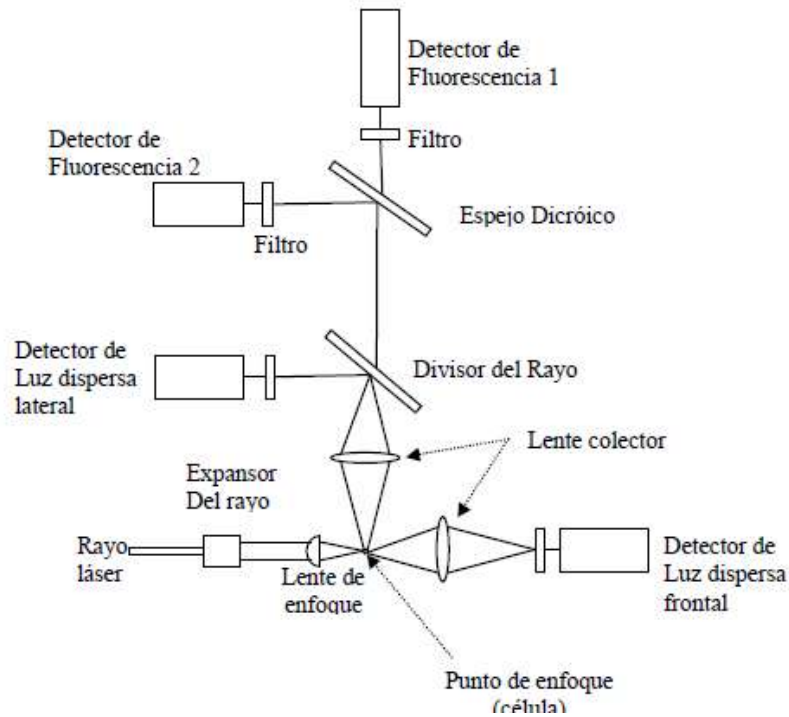 Detector de
Fluorescencia 1
Filtro
Detector de
Fluorescencia 2
Filtro
Espejo Dicróico
Detector de
Luz dispersa
lateral
Divisor del Rayo
Lente colector
Expansor
Del rayo
Rayo
láser
Lente de
enfoque
Detector de
Luz dispersa
frontal
Punto de enfoque
(célula)